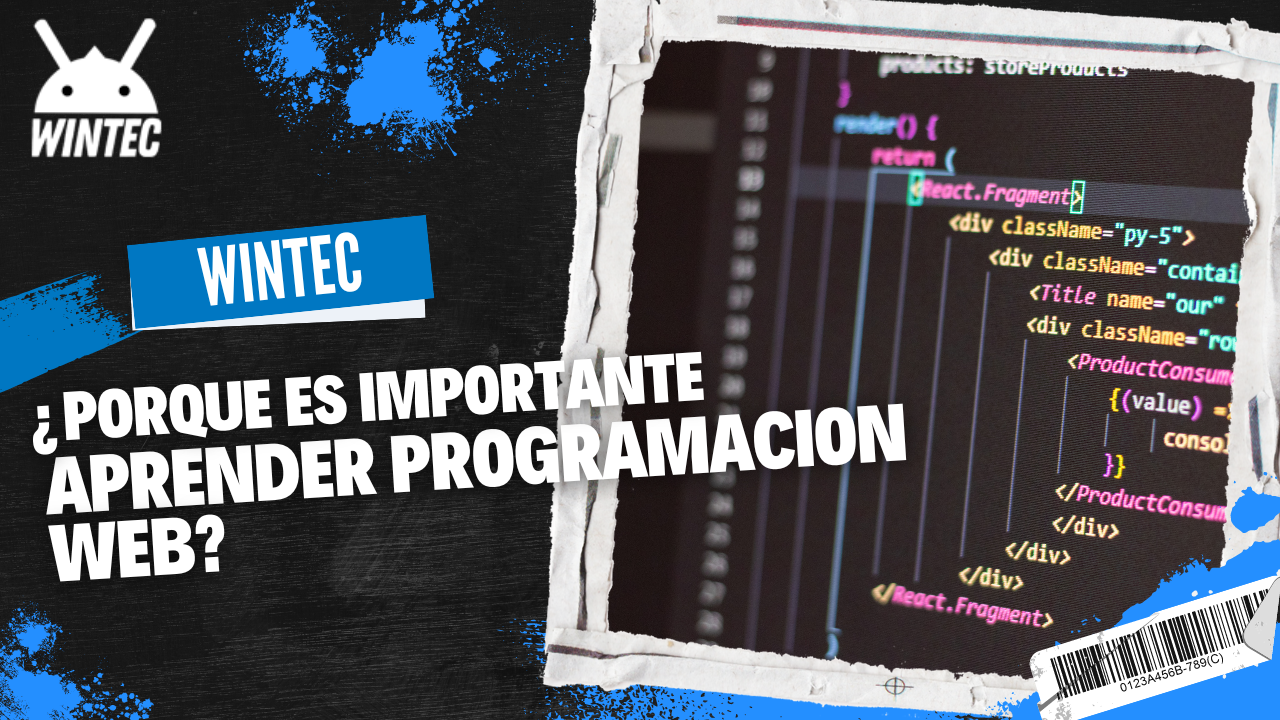 WINTEC
WINTEC
¿PORQUE ES IMPORTANTE
APRENDER PROGRAMACION
WEB?
products: storeProducts
}
render() {
return (
<React.Fragment>
<div className="py-5">
<div className="contai
<Title name="our"
<div className="row
<ProductConsume
{(value) =
consol
}}
</ProductConsum
</div>
</div>
</div>
</React.Fragment>
}
0123A456B-789(C)